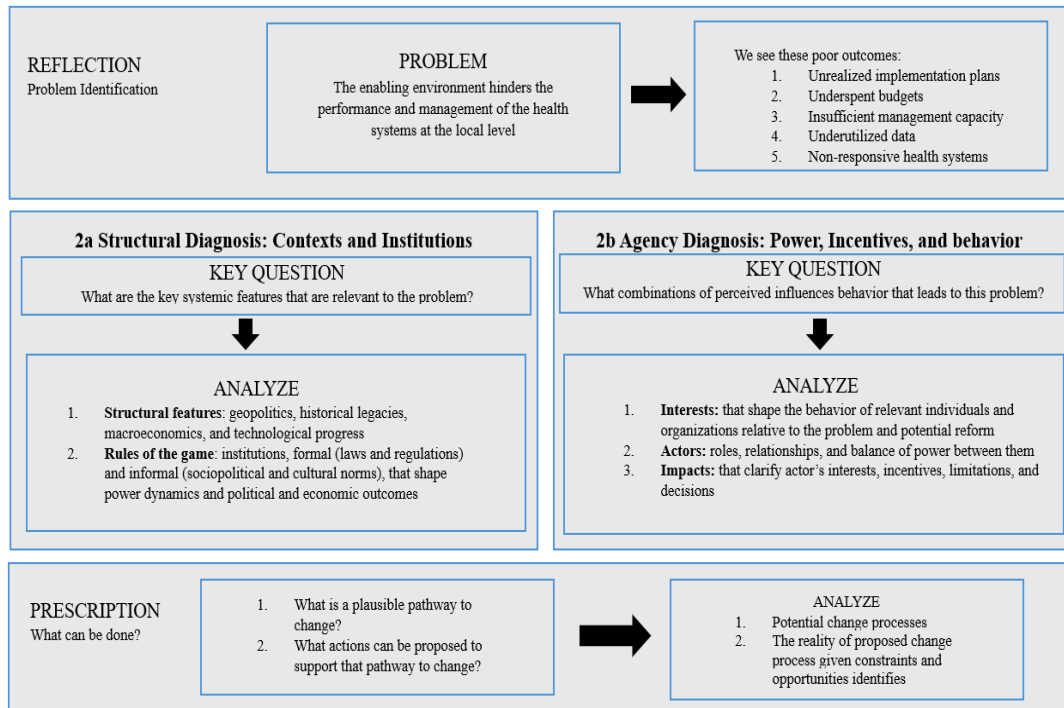 REFLECTION
Problem Identification
PROBLEM
The enabling environment hinders the
performance and management of the health
systems at the local level
We see these poor outcomes:
1. Unrealized implementation plans
2. Underspent budgets
3. Insufficient management capacity
4. Underutilized data
5. Non-responsive health systems
2a Structural Diagnosis: Contexts and Institutions
KEY QUESTION
What are the key systemic features that are relevant to the problem?
ANALYZE
1. Structural features: geopolitics, historical legacies,
macroeconomics, and technological progress
2. Rules of the game: institutions, formal (laws and regulations)
and informal (sociopolitical and cultural norms), that shape
power dynamics and political and economic outcomes
2b Agency Diagnosis: Power, Incentives, and behavior
KEY QUESTION
What combinations of perceived influences behavior that leads to this problem?
ANALYZE
1. Interests: that shape the behavior of relevant individuals and
organizations relative to the problem and potential reform
2. Actors: roles, relationships, and balance of power between them
3. Impacts: that clarify actor’s interests, incentives, limitations, and
decisions
PRESCRIPTION
What can be done?
1. What is a plausible pathway to
change?
2. What actions can be proposed to
support that pathway to change?
ANALYZE
1. Potential change processes
2. The reality of proposed change
process given constraints and
opportunities identifies